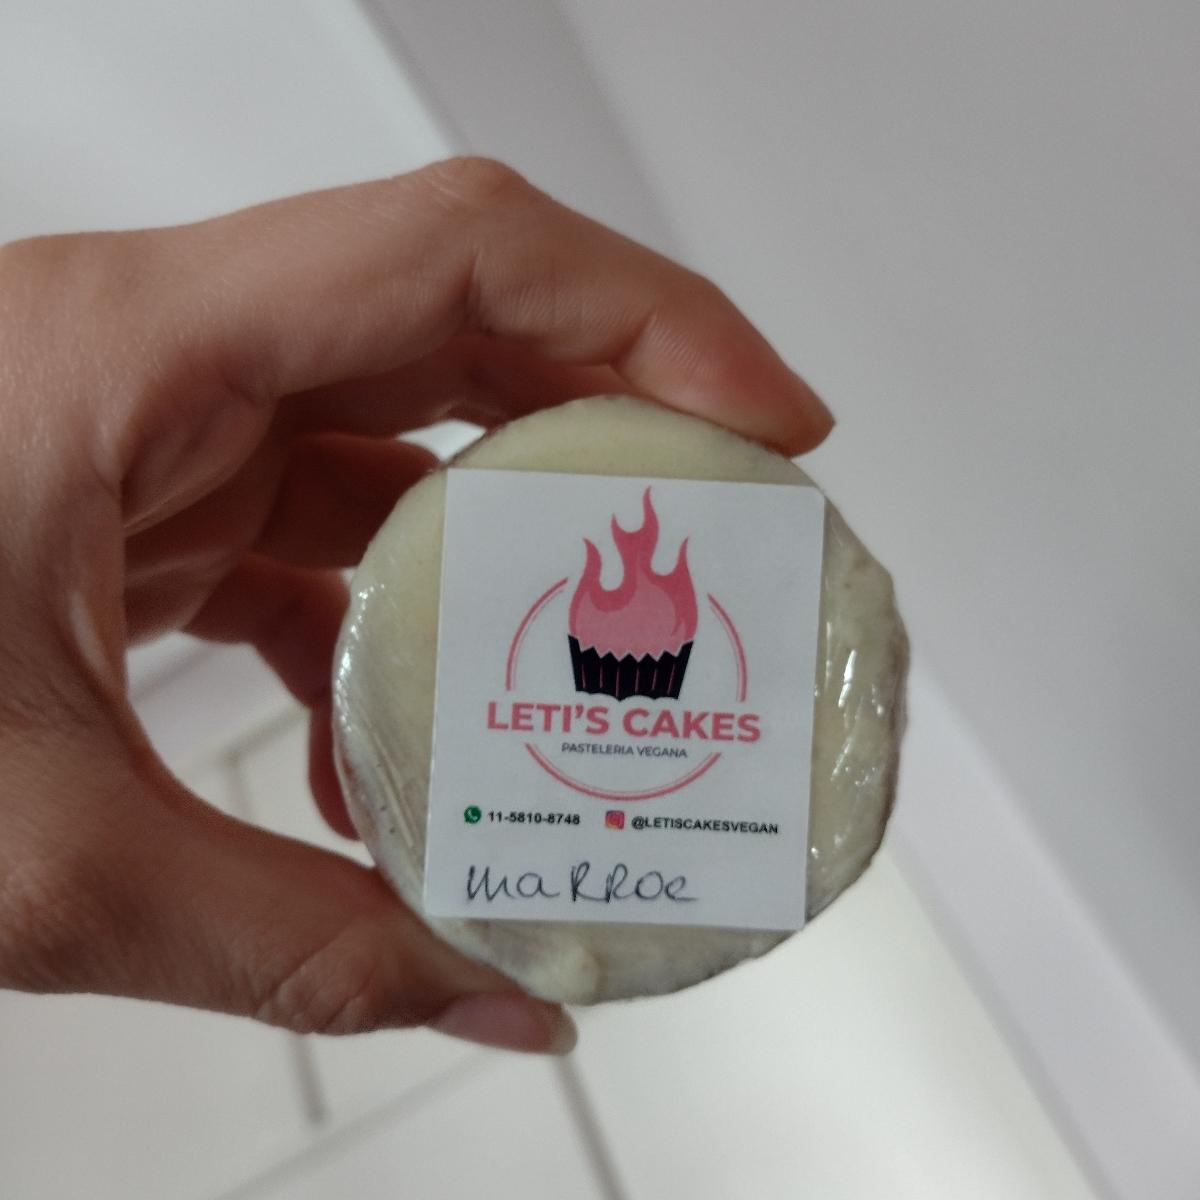 LETI'S CAKES
PASTELERIA VEGANA
11-5810-8748 @LETISCAKESVEGAN
MARROC